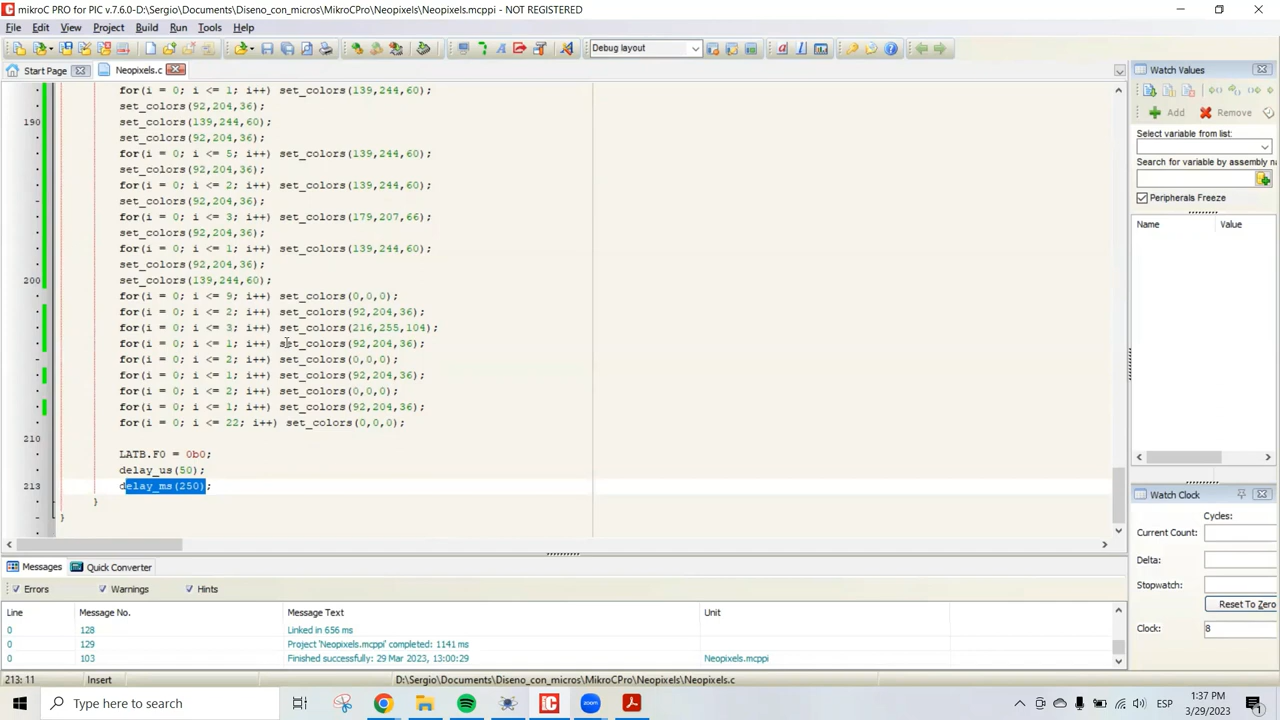 mikroC PRO for PIC v.7.6.0-D:\Sergio\Documents\Diseno_con_micros\MikroCPro\Neopixels\Neopixels.mcppi - NOT REGISTERED
File Edit View Project Build Run Tools Help
Debug layout
Start Page Neopixels.c
for(i = 0; i <= 1; i++) set_colors(139,244,60);
set_colors(92,204,36);
190 set_colors(139,244,60);
set_colors(92,204,36);
for(i = 0; i <= 5; i++) set_colors(139,244,60);
set_colors(92,204,36);
for(i = 0; i <= 2; i++) set_colors(139,244,60);
set_colors(92,204,36);
for(i = 0; i <= 3; i++) set_colors(179,207,66);
set_colors(92,204,36);
for(i = 0; i <= 1; i++) set_colors(139,244,60);
set_colors(92,204,36);
200 set_colors(139,244,60);
for(i = 0; i <= 9; i++) set_colors(0,0,0);
for(i = 0; i <= 2; i++) set_colors(92,204,36);
for(i = 0; i <= 3; i++) set_colors(216,255,104);
for(i = 0; i <= 1; i++) set_colors(92,204,36);
for(i = 0; i <= 2; i++) set_colors(0,0,0);
for(i = 0; i <= 1; i++) set_colors(92,204,36);
for(i = 0; i <= 2; i++) set_colors(0,0,0);
for(i = 0; i <= 1; i++) set_colors(92,204,36);
for(i = 0; i <= 22; i++) set_colors(0,0,0);
210
LATB.F0 = 0b0;
delay_us(50);
213 delay_ms(250);
}
}
Watch Values
Add Remove
Select variable from list:
Search for variable by assembly na
Peripherals Freeze
Name Value
Watch Clock
Cycles:
Current Count:
Delta:
Stopwatch:
Reset To Zero
Clock: 8
Messages Quick Converter
Errors Warnings Hints
Line Message No. Message Text Unit
0 128 Linked in 656 ms
0 129 Project 'Neopixels.mcppi' completed: 1141 ms
0 103 Finished successfully: 29 Mar 2023, 13:00:29 Neopixels.mcppi
213: 11 Insert D:\Sergio\Documents\Diseno_con_micros\MikroCPro\Neopixels\Neopixels.c
Type here to search
zoom
ESP
1:37 PM
3/29/2023
1